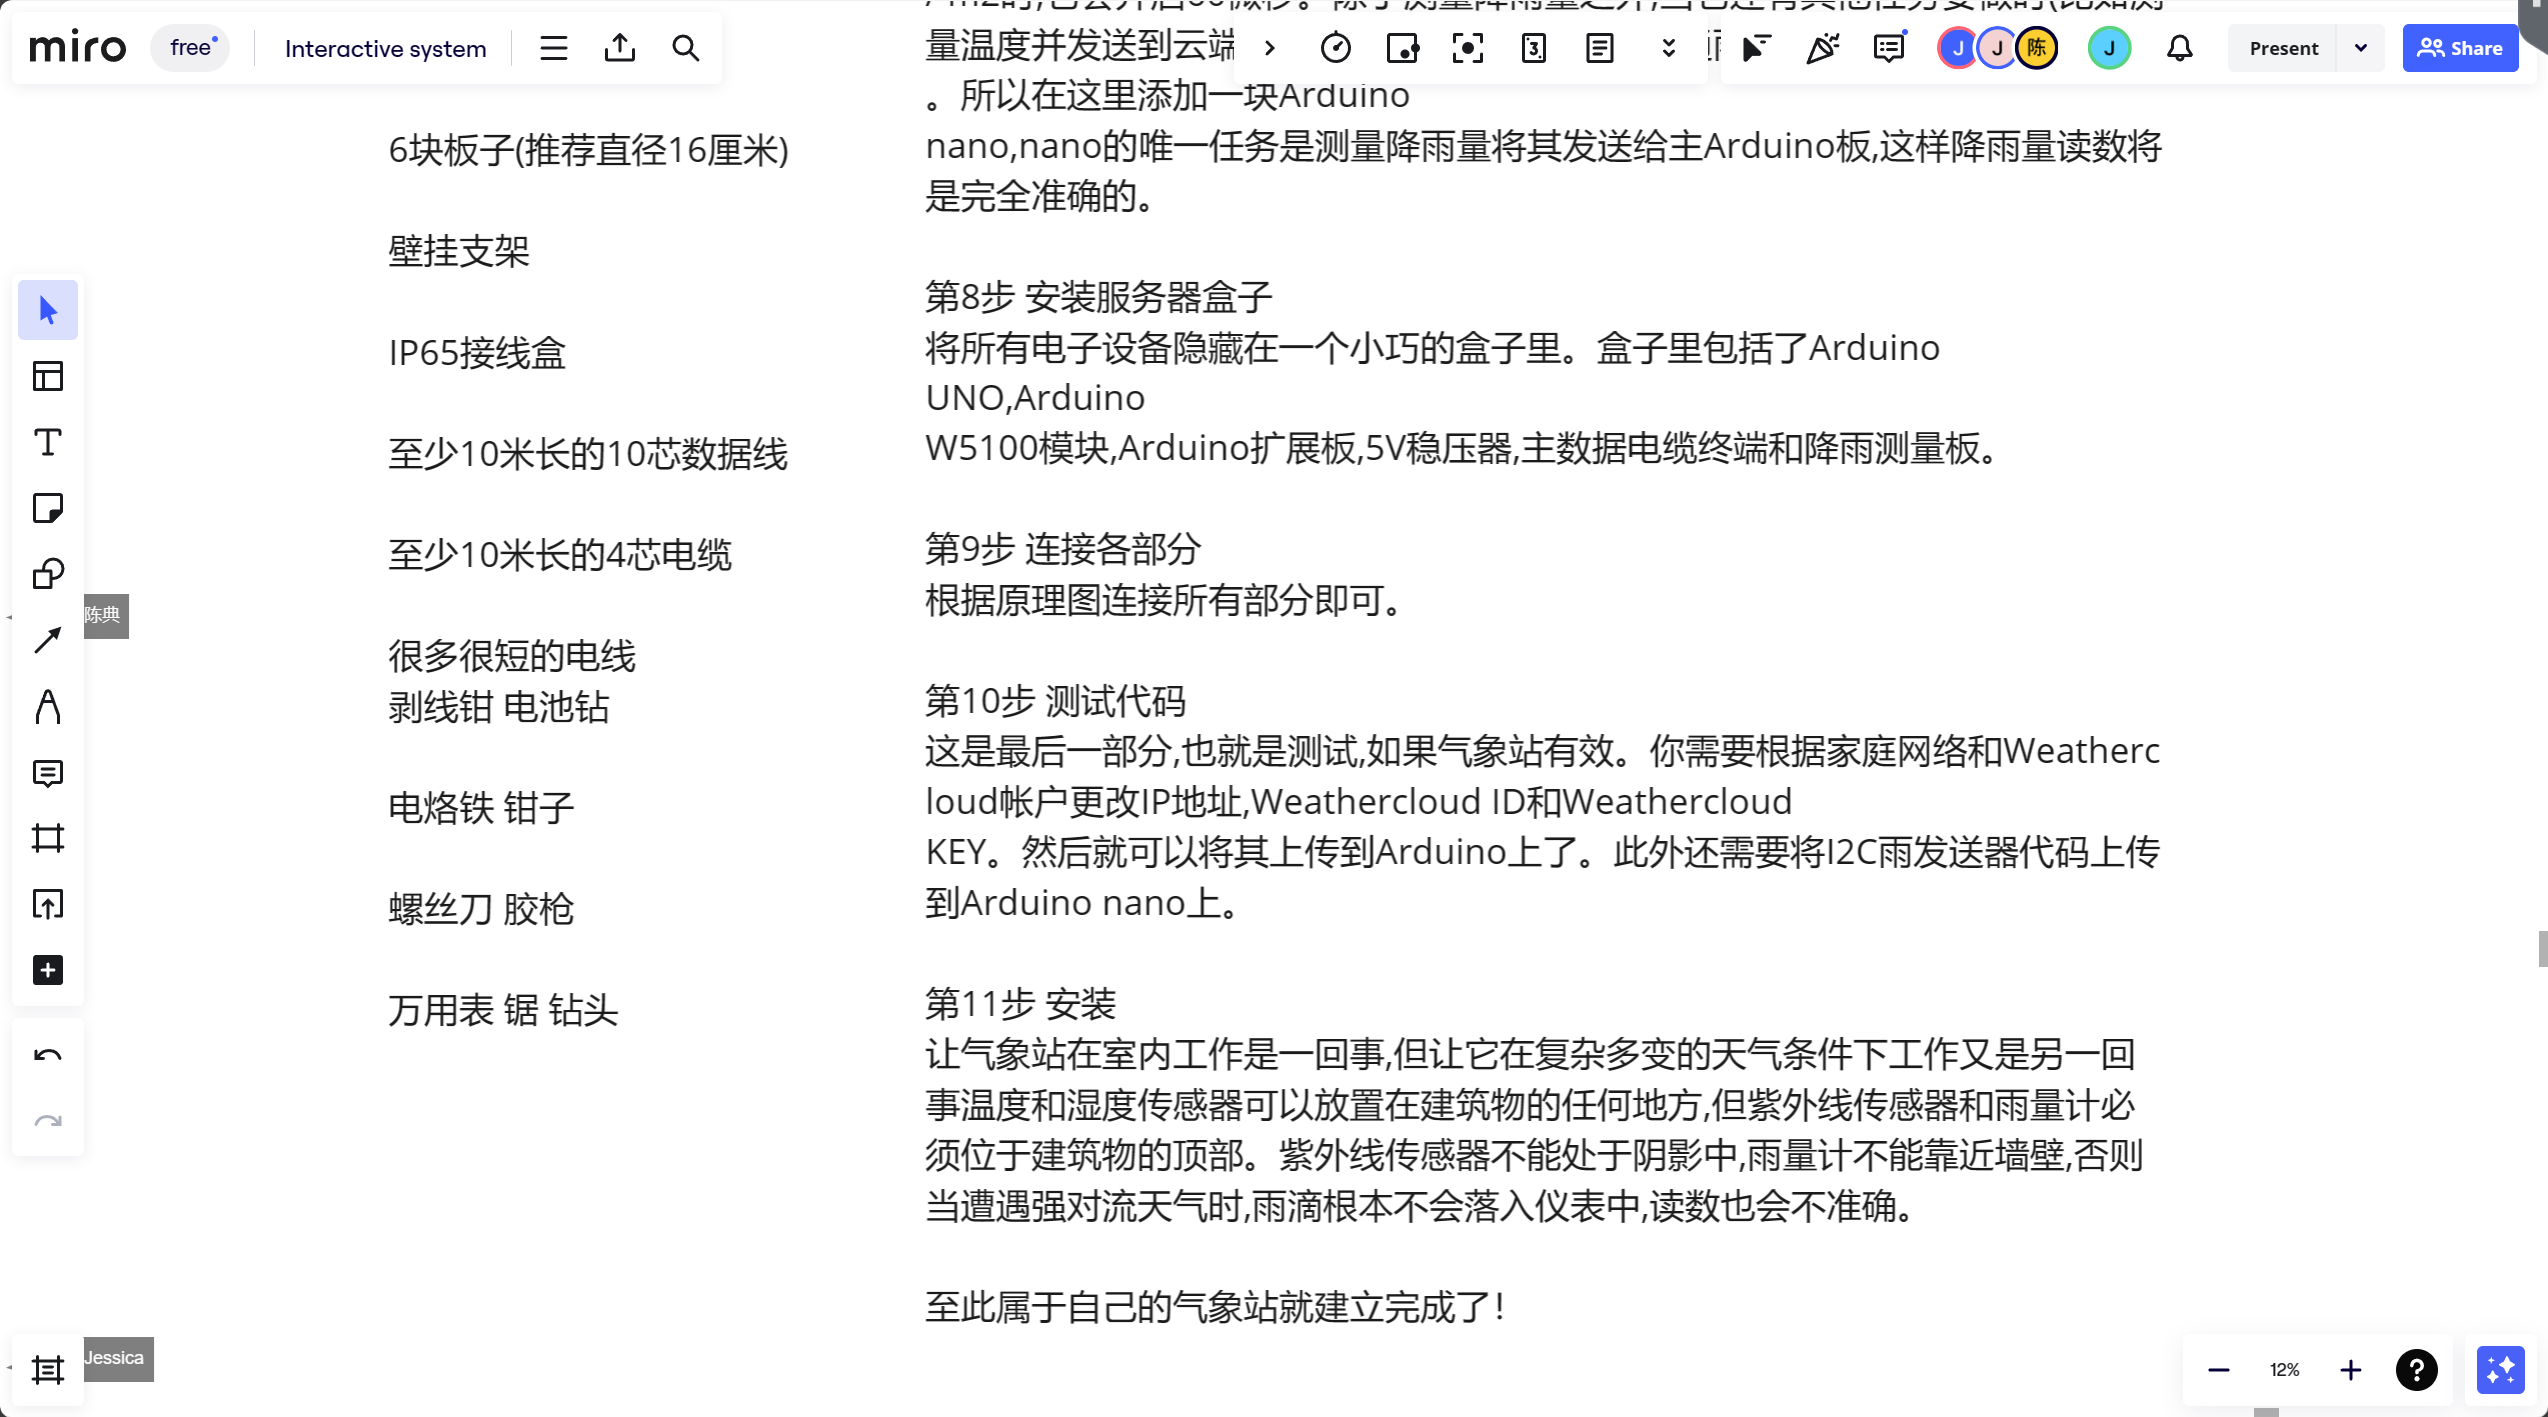 miro
free
Interactive system
Present
Share
J
J
陈
J
3
量温度并发送到云端
。所以在这里添加一块Arduino
nano,nano的唯一任务是测量降雨量将其发送给主Arduino板,这样降雨量读数将
是完全准确的。
第8步 安装服务器盒子
将所有电子设备隐藏在一个小巧的盒子里。盒子里包括了Arduino
UNO,Arduino
W5100模块,Arduino扩展板,5V稳压器,主数据电缆终端和降雨测量板。
第9步 连接各部分
根据原理图连接所有部分即可。
第10步 测试代码
这是最后一部分,也就是测试,如果气象站有效。你需要根据家庭网络和Weatherc
loud帐户更改IP地址,Weathercloud ID和Weathercloud
KEY。然后就可以将其上传到Arduino上了。此外还需要将I2C雨发送器代码上传
到Arduino nano上。
第11步 安装
让气象站在室内工作是一回事,但让它在复杂多变的天气条件下工作又是另一回
事温度和湿度传感器可以放置在建筑物的任何地方,但紫外线传感器和雨量计必
须位于建筑物的顶部。紫外线传感器不能处于阴影中,雨量计不能靠近墙壁,否则
当遭遇强对流天气时,雨滴根本不会落入仪表中,读数也会不准确。
至此属于自己的气象站就建立完成了!
6块板子(推荐直径16厘米)
壁挂支架
IP65接线盒
至少10米长的10芯数据线
至少10米长的4芯电缆
很多很短的电线
剥线钳 电池钻
电烙铁 钳子
螺丝刀 胶枪
万用表 锯 钻头
陈典
Jessica
12%